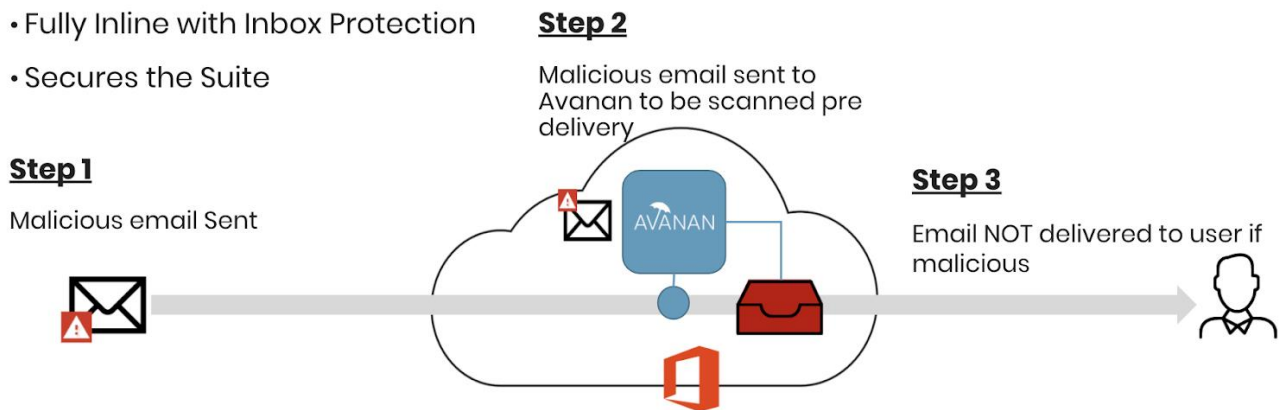 • Fully Inline with Inbox Protection
• Secures the Suite
Step 1
Malicious email Sent
Step 2
Malicious email sent to
Avanan to be scanned pre
delivery
AVANAN
Step 3
Email NOT delivered to user if
malicious